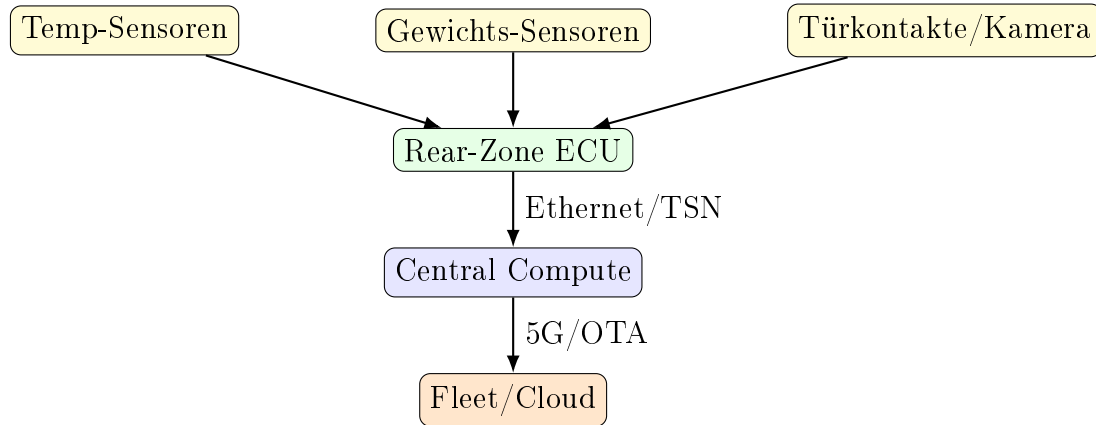 Temp-Sensoren
Gewichts-Sensoren
Türkontakte/Kamera
Rear-Zone ECU
Ethernet/TSN
Central Compute
5G/OTA
Fleet/Cloud